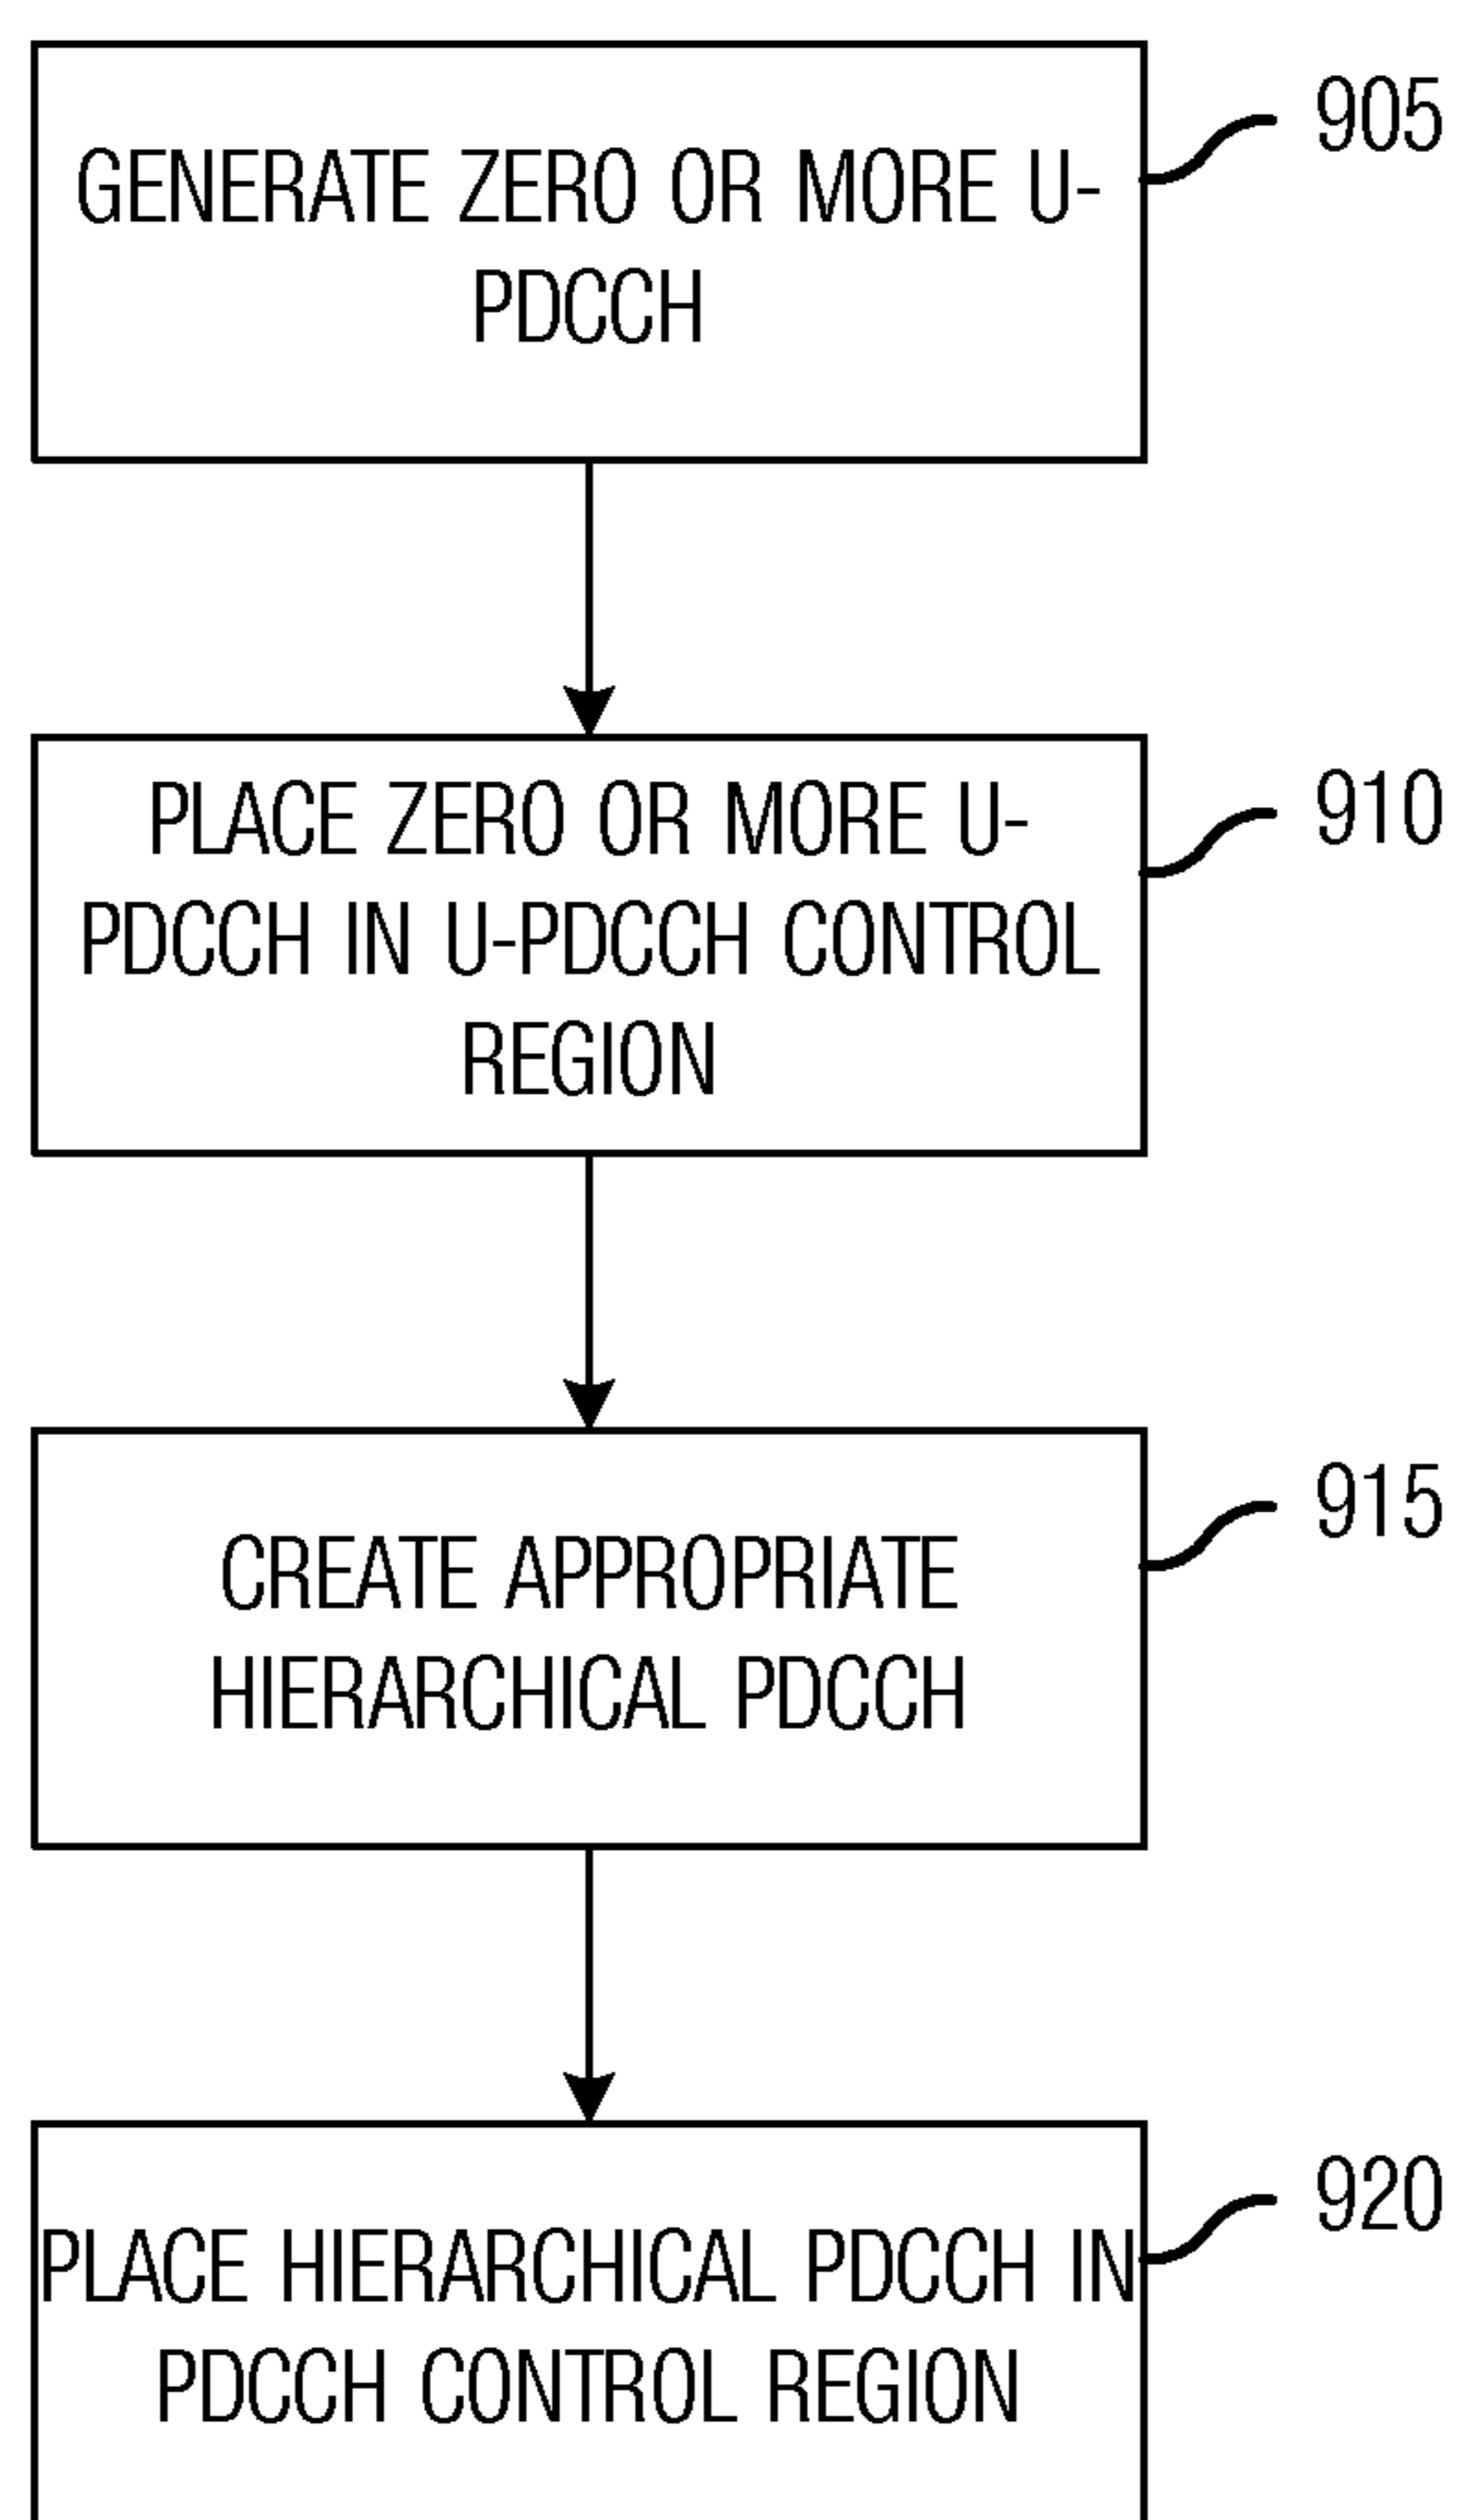 GENERATE ZERO OR MORE U-
PDCCH
905
PLACE ZERO OR MORE U-
PDCCH IN U-PDCCH CONTROL
REGION
910
CREATE APPROPRIATE
HIERARCHICAL PDCCH
915
PLACE HIERARCHICAL PDCCH IN
PDCCH CONTROL REGION
920